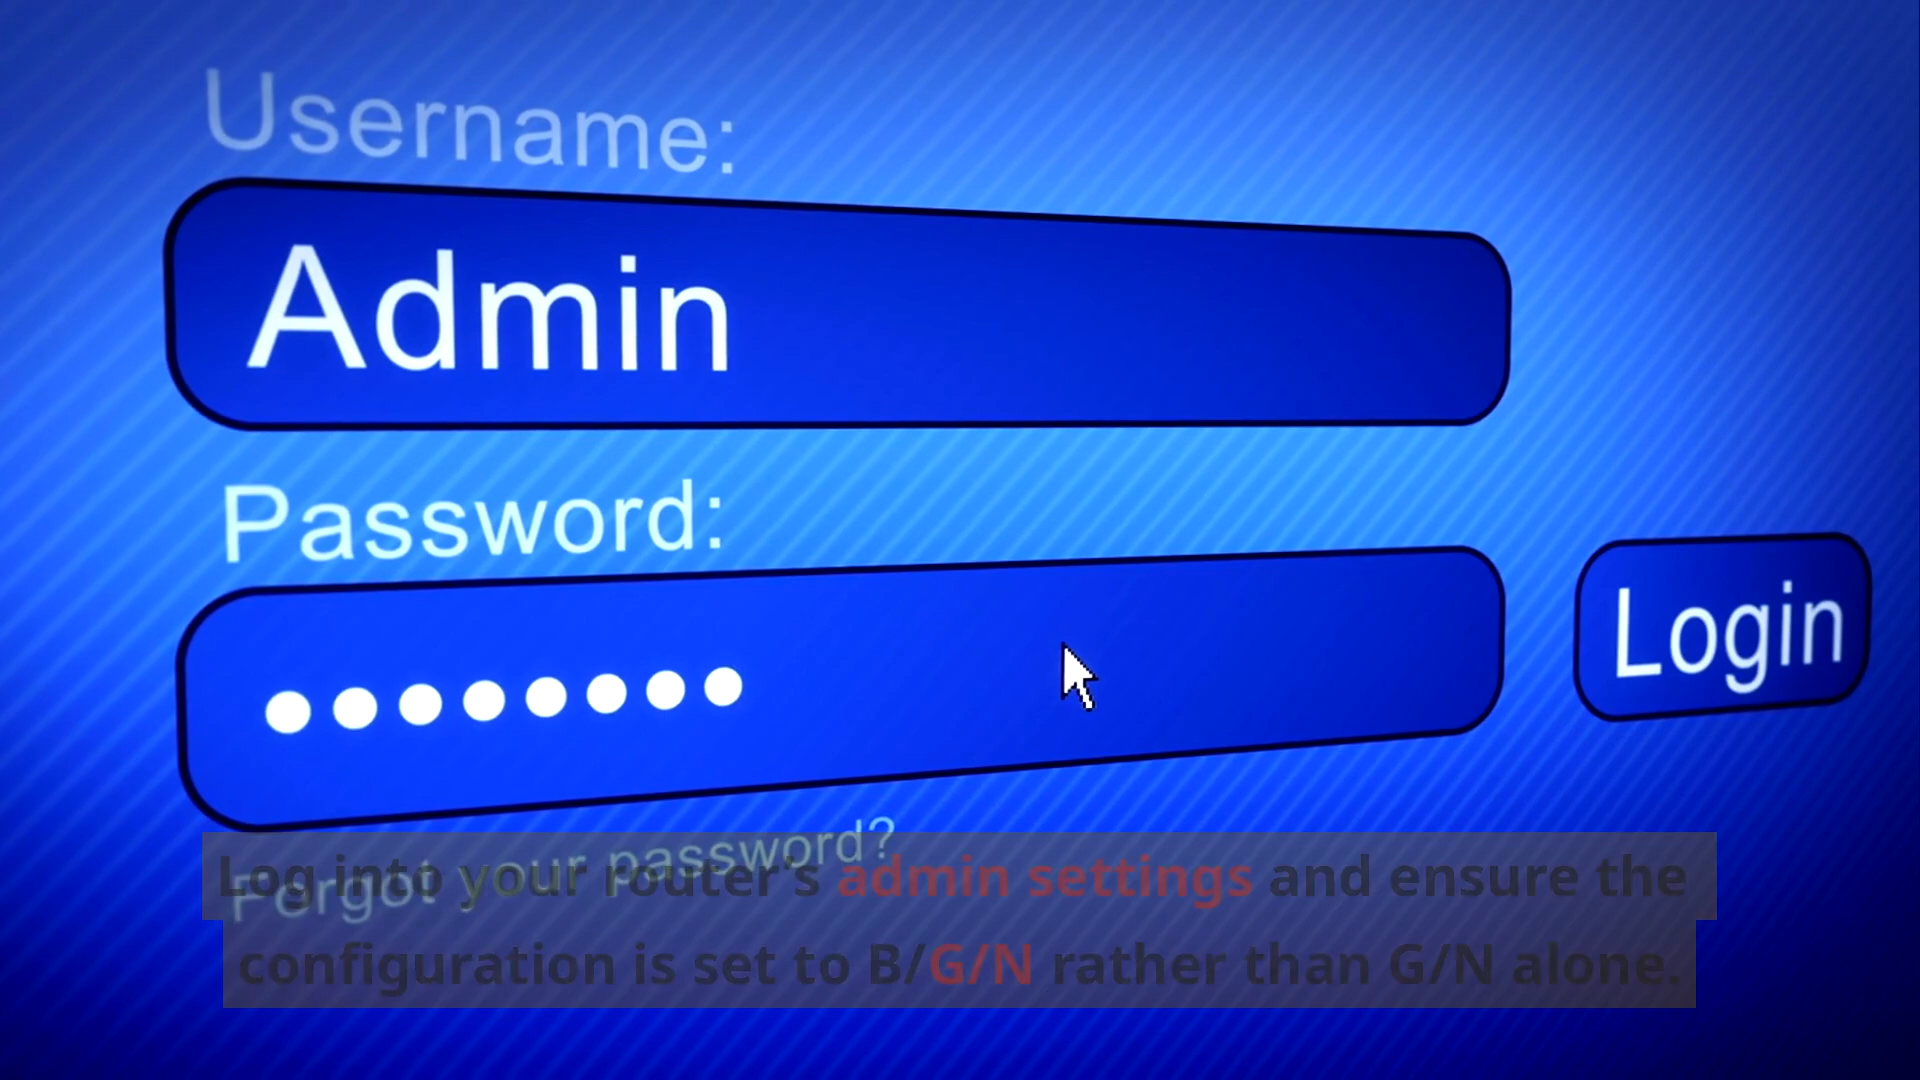 Username:
Admin
Password:
Login
Forgot your password?
Log into your router's admin settings and ensure the
configuration is set to B/G/N rather than G/N alone.